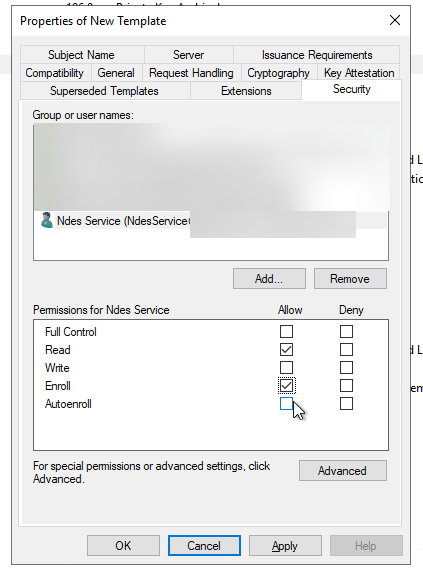 Properties of New Template
Subject Name Server Issuance Requirements
Compatibility General Request Handling Cryptography Key Attestation
Superseded Templates Extensions Security
Group or user names:
Ndes Service (NdesService
Add... Remove
Permissions for Ndes Service Allow Deny
Full Control
Read
Write
Enroll
Autoenroll
For special permissions or advanced settings, click
Advanced.
Advanced
OK Cancel Apply Help